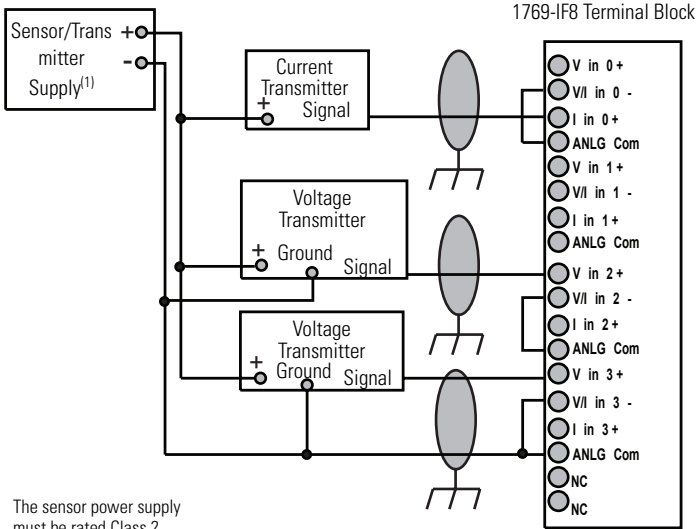 1769-IF8 Terminal Block
Sensor/Trans +
mitter -
Supply(1)
Current
Transmitter
+ Signal
Voltage
Transmitter
+ Ground
Signal
Voltage
Transmitter
+ Ground
Signal
V in 0 +
V/I in 0 -
I in 0 +
ANLG Com
V in 1 +
V/I in 1 -
I in 1 +
ANLG Com
V in 2 +
V/I in 2 -
I in 2 +
ANLG Com
V in 3 +
V/I in 3 -
I in 3 +
ANLG Com
NC
NC
The sensor power supply
must be rated Class 2